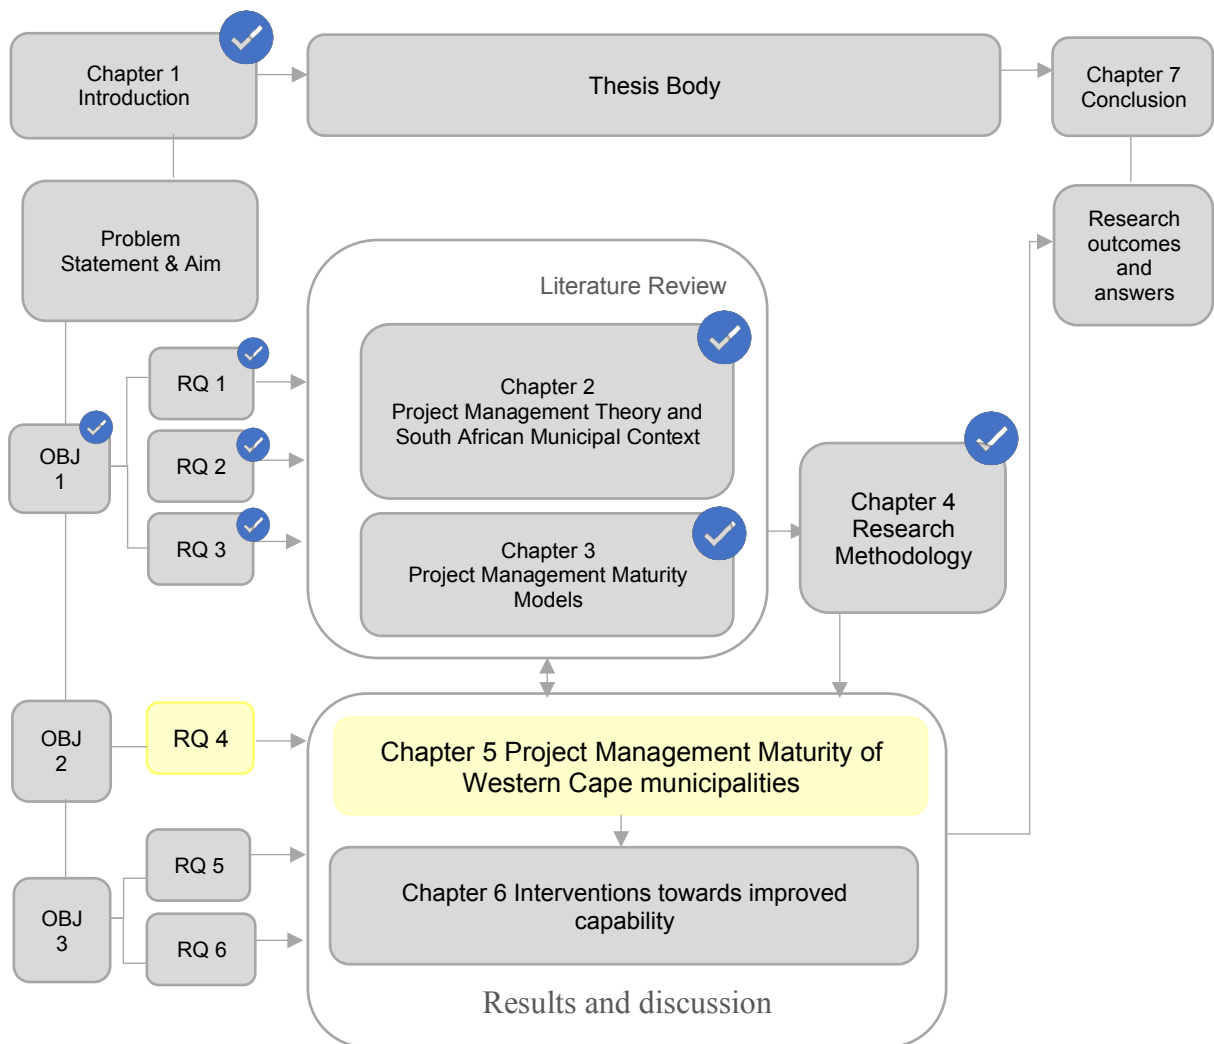 Chapter 1
Introduction
Thesis Body
Chapter 7
Conclusion
Problem
Statement & Aim
Research
outcomes
and
answers
Literature Review
RQ 1
RQ 2
RQ 3
OBJ
1
Chapter 2
Project Management Theory and
South African Municipal Context
Chapter 3
Project Management Maturity
Models
Chapter 4
Research
Methodology
OBJ
2
RQ 4
Chapter 5 Project Management Maturity of
Western Cape municipalities
OBJ
3
RQ 5
RQ 6
Chapter 6 Interventions towards improved
capability
Results and discussion